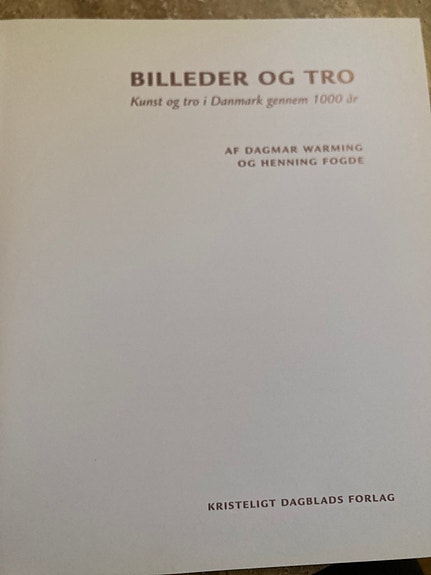 BILLEDER OG TRO
Kunst og tro i Danmark gennem 1000 år
AF DAGMAR WARMING
OG HENNING FOGDE
KRISTELIGT DAGBLADS FORLAG